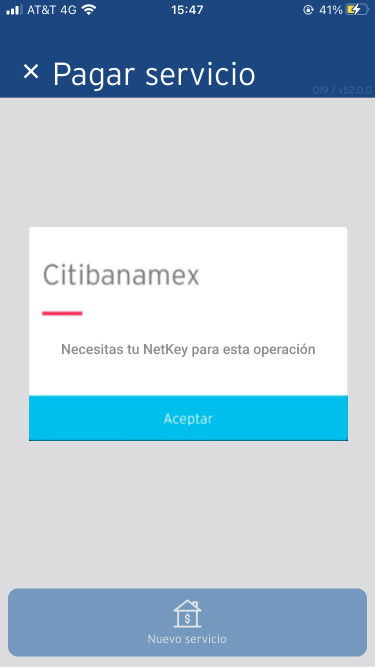 AT&T 4G 15:47 41%
× Pagar servicio
Q19 / v52.0.0
Citibanamex
Necesitas tu NetKey para esta operación
Aceptar
$
Nuevo servicio